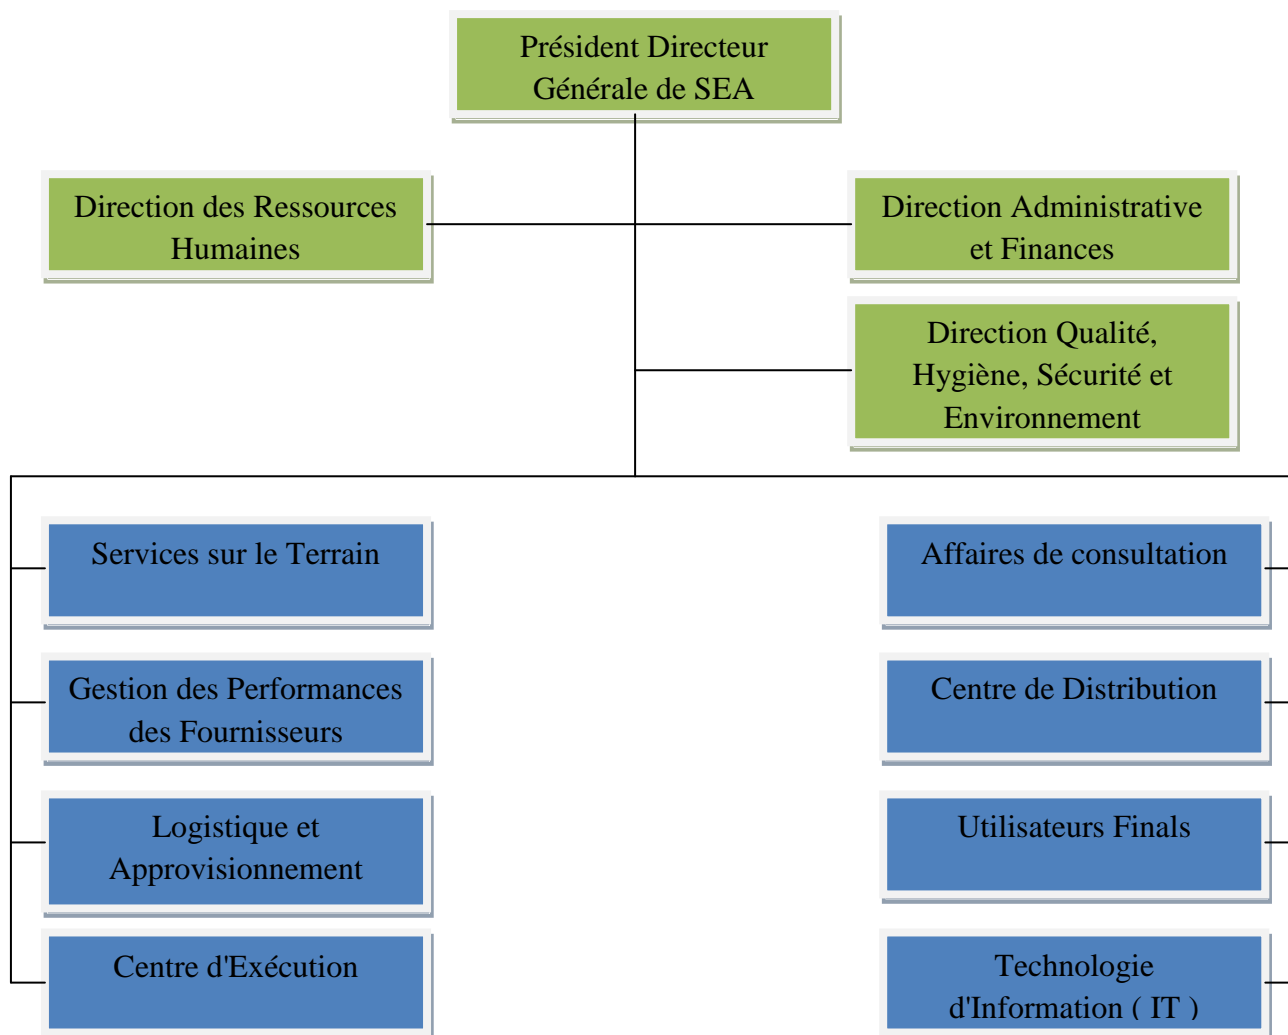 Président Directeur
Générale de SEA
Direction des Ressources
Humaines
Direction Administrative
et Finances
Direction Qualité,
Hygiène, Sécurité et
Environnement
Services sur le Terrain
Affaires de consultation
Gestion des Performances
des Fournisseurs
Centre de Distribution
Logistique et
Approvisionnement
Utilisateurs Finals
Centre d'Exécution
Technologie
d'Information ( IT )